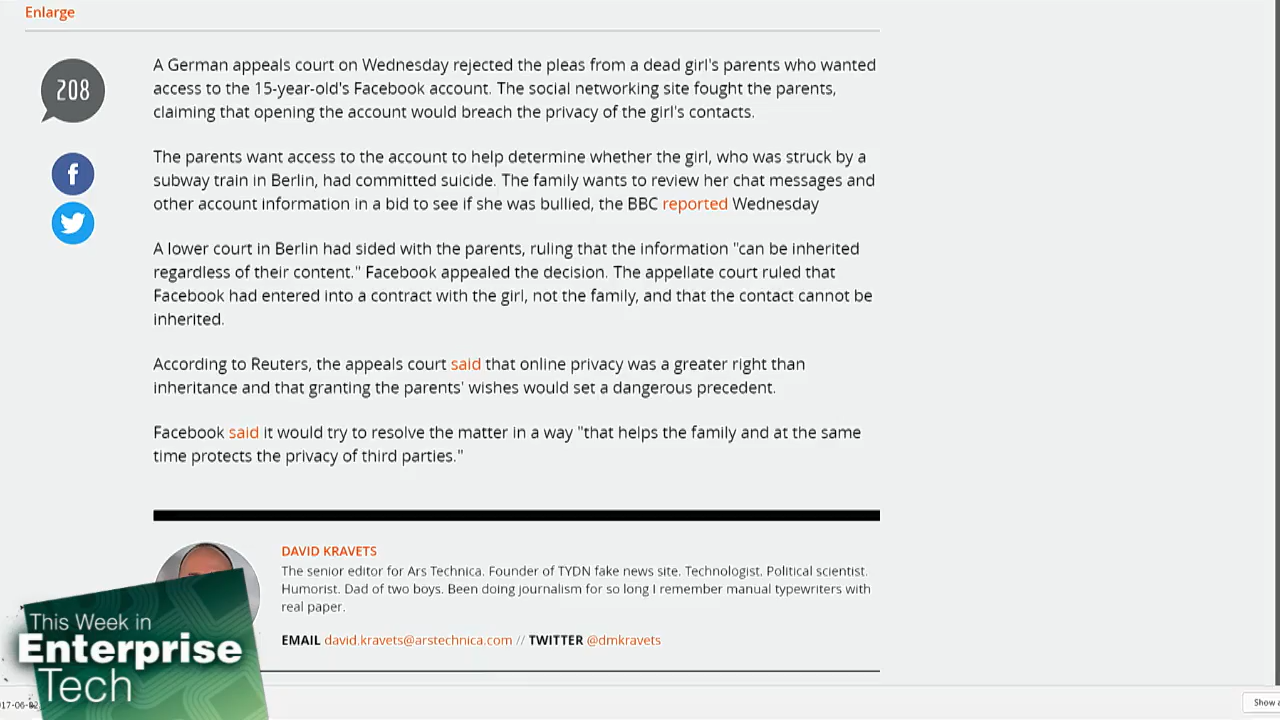 Enlarge
208
A German appeals court on Wednesday rejected the pleas from a dead girl's parents who wanted
access to the 15-year-old's Facebook account. The social networking site fought the parents,
claiming that opening the account would breach the privacy of the girl's contacts.
The parents want access to the account to help determine whether the girl, who was struck by a
subway train in Berlin, had committed suicide. The family wants to review her chat messages and
other account information in a bid to see if she was bullied, the BBC reported Wednesday
A lower court in Berlin had sided with the parents, ruling that the information "can be inherited
regardless of their content." Facebook appealed the decision. The appellate court ruled that
Facebook had entered into a contract with the girl, not the family, and that the contact cannot be
inherited.
According to Reuters, the appeals court said that online privacy was a greater right than
inheritance and that granting the parents' wishes would set a dangerous precedent.
Facebook said it would try to resolve the matter in a way "that helps the family and at the same
time protects the privacy of third parties."
DAVID KRAVETS
The senior editor for Ars Technica. Founder of TYDN fake news site. Technologist. Political scientist.
Humorist. Dad of two boys. Been doing journalism for so long I remember manual typewriters with
real paper.
EMAIL david.kravets@arstechnica.com // TWITTER @dmkravets
This Week in
Enterprise
Tech
Show